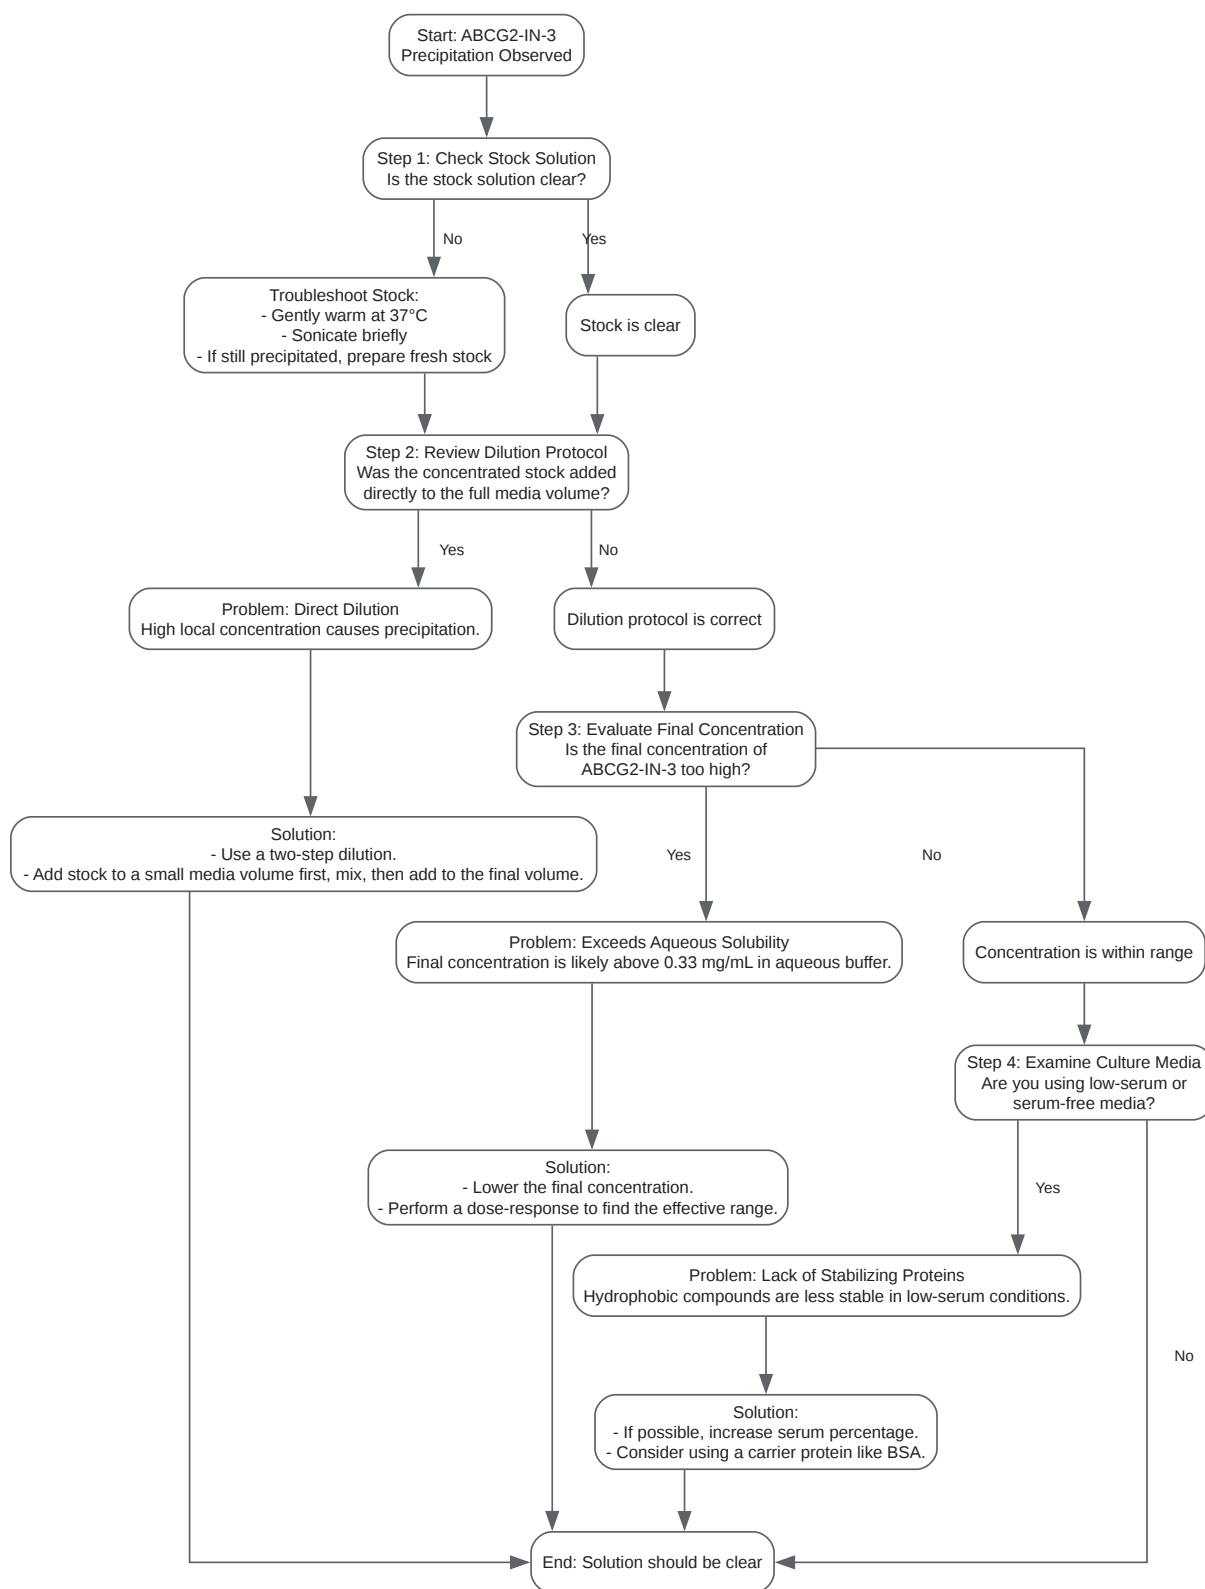 Start: ABCG2-IN-3
Precipitation Observed
Step 1: Check Stock Solution
Is the stock solution clear?
No
Yes
Troubleshoot Stock:
- Gently warm at 37°C
- Sonicate briefly
- If still precipitated, prepare fresh stock
Stock is clear
Step 2: Review Dilution Protocol
Was the concentrated stock added
directly to the full media volume?
Yes
No
Problem: Direct Dilution
High local concentration causes precipitation.
Dilution protocol is correct
Step 3: Evaluate Final Concentration
Is the final concentration of
ABCG2-IN-3 too high?
Solution:
- Use a two-step dilution.
- Add stock to a small media volume first, mix, then add to the final volume.
Yes
No
Problem: Exceeds Aqueous Solubility
Final concentration is likely above 0.33 mg/mL in aqueous buffer.
Concentration is within range
Step 4: Examine Culture Media
Are you using low-serum or
serum-free media?
Solution:
- Lower the final concentration.
- Perform a dose-response to find the effective range.
Yes
Problem: Lack of Stabilizing Proteins
Hydrophobic compounds are less stable in low-serum conditions.
No
Solution:
- If possible, increase serum percentage.
- Consider using a carrier protein like BSA.
End: Solution should be clear